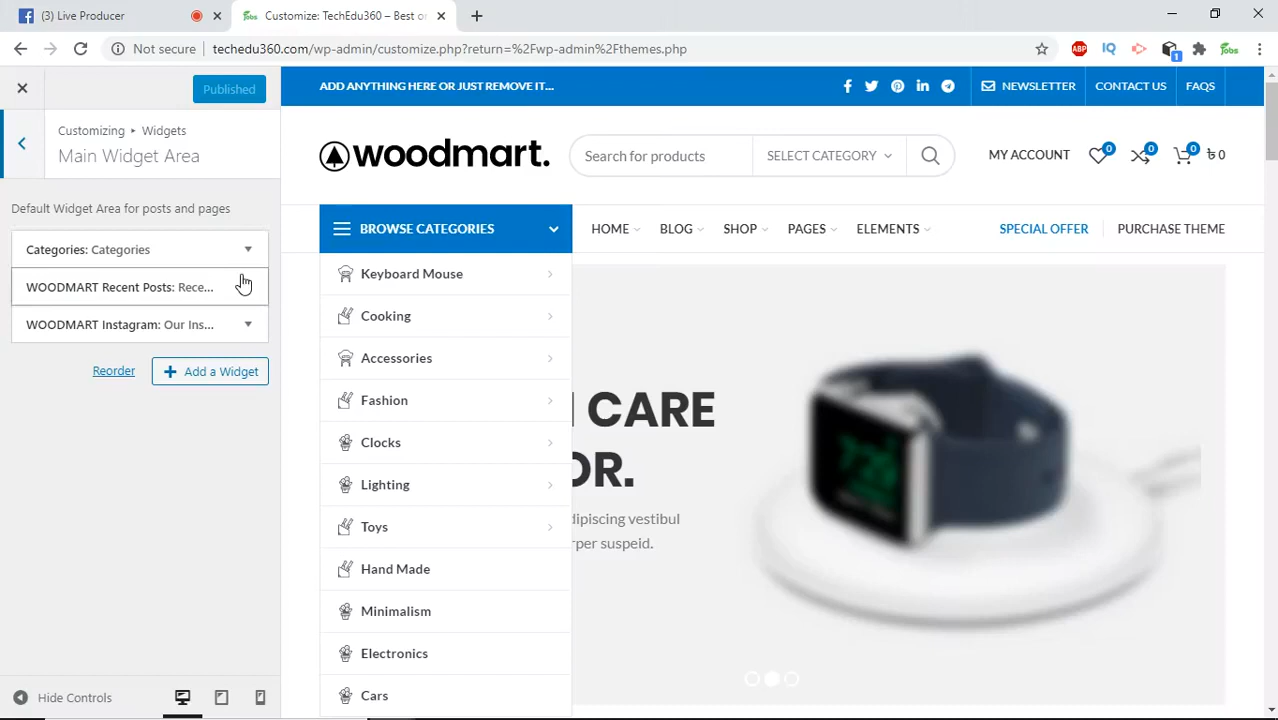 (3) Live Producer
Customize: TechEdu360 – Best or
Not secure
techedu360.com/wp-admin/customize.php?return=%2Fwp-admin%2Fthemes.php
ABP
IQ
1
Jobs
Published
Customizing ▸ Widgets
Main Widget Area
Default Widget Area for posts and pages
Categories: Categories
WOODMART Recent Posts: Rece...
WOODMART Instagram: Our Ins...
Reorder
Add a Widget
Hide Controls
ADD ANYTHING HERE OR JUST REMOVE IT…
NEWSLETTER
CONTACT US
FAQS
woodmart.
Search for products
SELECT CATEGORY
MY ACCOUNT
0
0
0
৳ 0
BROWSE CATEGORIES
HOME
BLOG
SHOP
PAGES
ELEMENTS
SPECIAL OFFER
PURCHASE THEME
Keyboard Mouse
Cooking
Accessories
Fashion
Clocks
Lighting
Toys
Hand Made
Minimalism
Electronics
Cars
CARE
OR.
dipiscing vestibul
rper suspeid.